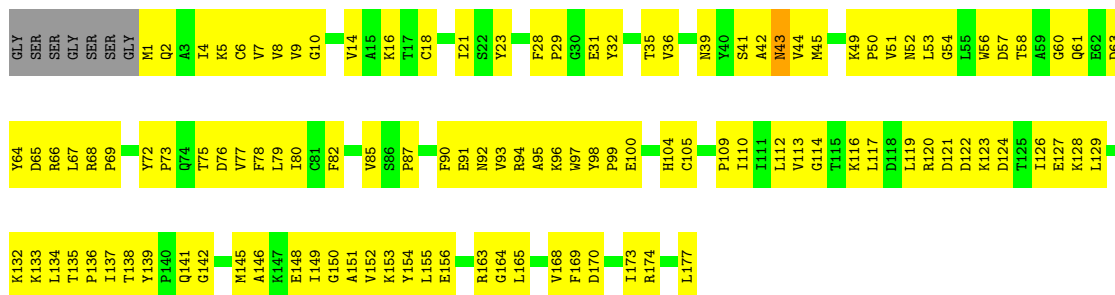 GLY SER SER GLY SER SER GLY M1 Q2 A3 I4 K5 C6 V7 V8 V9 G10 V14 A15 K16 T17 C18 I21 S22 Y23 F28 P29 G30 E31 Y32 T35 V36 N39 Y40 S41 A42 N43 V44 M45 K49 P50 V51 N52 L53 G54 L55 W56 D57 T58 A59 G60 Q61 E62 D63
Y64 D65 R66 L67 R68 P69 Y72 P73 Q74 T75 D76 V77 F78 L79 I80 C81 F82 V85 S86 P87 F90 E91 N92 V93 R94 A95 K96 W97 Y98 P99 E100 H104 C105 P109 I110 I111 L112 V113 G114 T115 K116 L117 D118 L119 R120 D121 D122 K123 D124 T125 I126 E127 K128 L129
K132 K133 L134 T135 P136 I137 T138 Y139 P140 Q141 G142 M145 A146 K147 E148 I149 G150 A151 V152 K153 Y154 L155 E156 R163 G164 L165 V168 F169 D170 I173 R174 L177